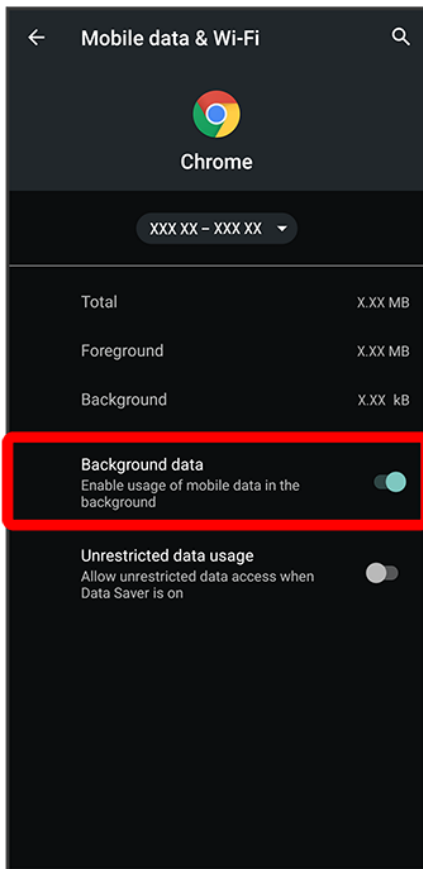 Mobile data & Wi-Fi
Chrome
XXX XX – XXX XX
Total X.XX MB
Foreground X.XX MB
Background X.XX kB
Background data
Enable usage of mobile data in the
background
Unrestricted data usage
Allow unrestricted data access when
Data Saver is on